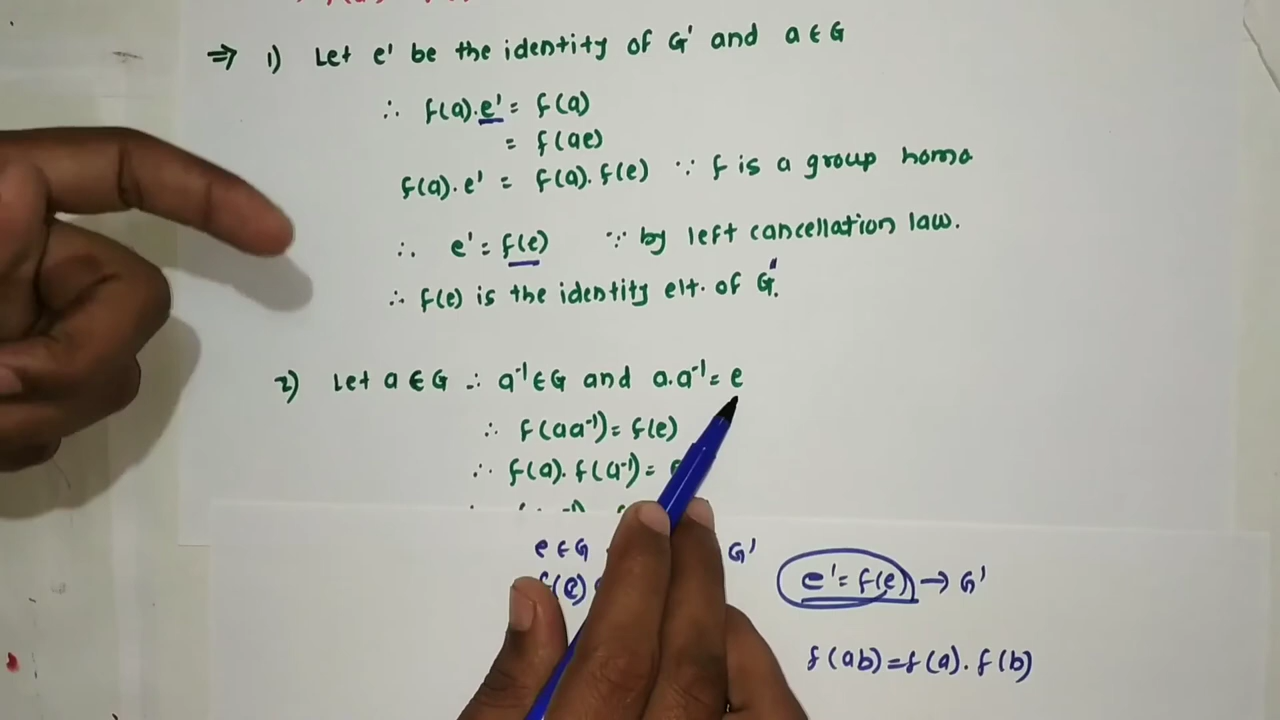 ⇒ 1) Let e' be the identity of G' and a ∈ G
∴ f(a).e' = f(a)
= f(ae)
f(a).e' = f(a).f(e) ∵ f is a group homo
∴ e' = f(e) ∵ by left cancellation law.
∴ f(e) is the identity elt. of G'.
2) Let a ∈ G ∴ a⁻¹ ∈ G and a.a⁻¹ = e
∴ f(aa⁻¹) = f(e)
∴ f(a).f(a⁻¹) =
e ∈ G G'
f(e)
e' = f(e) → G'
f(ab) = f(a).f(b)